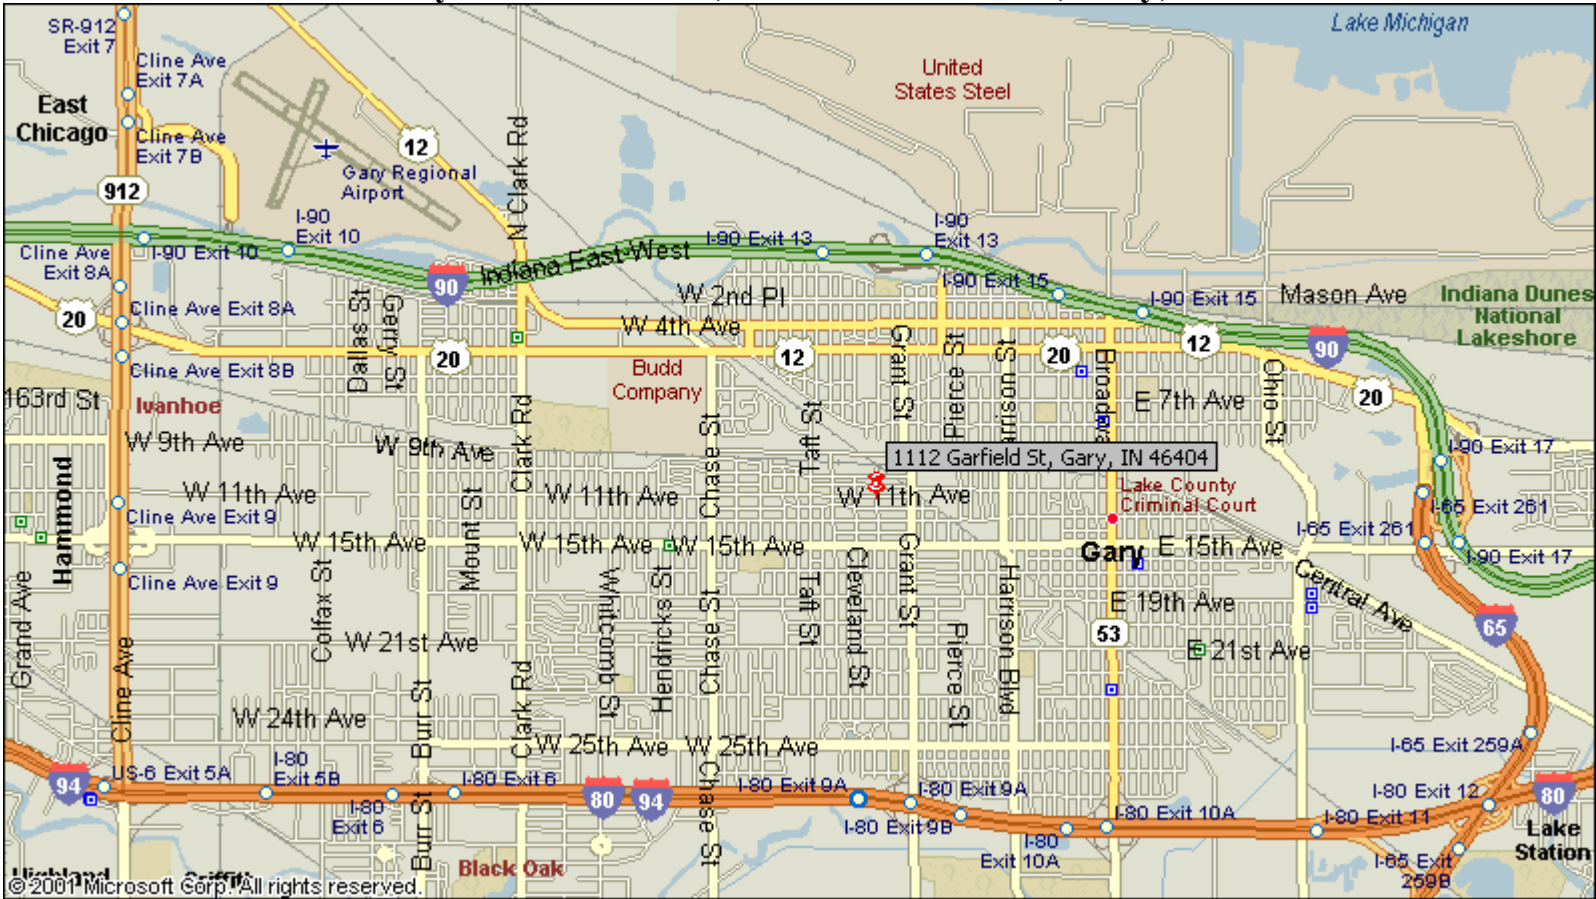 Lake Michigan
SR-912
Exit 7
Cline Ave
Exit 7A
United
States Steel
East
Chicago
Cline Ave
Exit 7B
12
N Clark Rd
Gary Regional
Airport
912
I-90
Exit 10
I-90 Exit 13
I-90
Exit 13
Cline Ave
Exit 8A
I-90 Exit 10
Indiana East-West
90
I-90 Exit 15
I-90 Exit 15
Mason Ave
Indiana Dunes
National
Lakeshore
W 2nd Pl
20
Cline Ave Exit 8A
Dallas St
Gary St
W 4th Ave
Grant St
Pierce St
20
12
90
20
12
Cline Ave Exit 8B
Budd
Company
Ohio St
20
163rd St
Ivanhoe
E 7th Ave
W 9th Ave
W 9th Ave
Clark Rd
Chase St
Taft St
I-90 Exit 17
1112 Garfield St, Gary, IN 46404
Hammond
W 11th Ave
Mount St
W 11th Ave
W 11th Ave
Lake County
Criminal Court
I-65 Exit 261
I-65 Exit 261
Cline Ave Exit 9
W 15th Ave
W 15th Ave
W 15th Ave
Gary
E 15th Ave
I-90 Exit 17
Cline Ave Exit 9
Grand Ave
Colfax St
Whitcomb St
Hendricks St
Chase St
Taft St
Cleveland St
Grant St
Harrison Blvd
E 19th Ave
Central Ave
65
53
W 21st Ave
E 21st Ave
Cline Ave
Burr St
Clark Rd
Pierce St
W 24th Ave
W 25th Ave
W 25th Ave
I-65 Exit 259A
94
US-6 Exit 5A
I-80
Exit 5B
I-80 Exit 6
80
94
I-80 Exit 9A
I-80 Exit 9A
I-80 Exit 12
80
I-80
Exit 6
Burr St
Chase St
I-80 Exit 9B
I-80
Exit 10A
I-80 Exit 10A
I-80 Exit 11
Lake
Station
I-65 Exit
259B
Black Oak
© 2001 Microsoft Corp. All rights reserved.